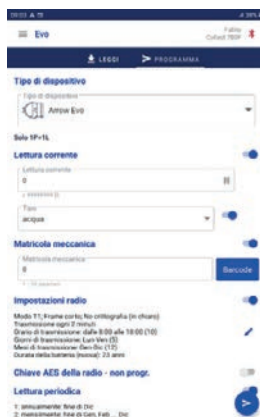 Evo
LEGGI
PROGRAMMA
Tipo di dispositivo
Tipo di dispositivo
Arrow Evo
Solo 1P+1L
Lettura corrente
Lettura corrente
0
Tipo
acqua
Matricola meccanica
Matricola meccanica
Barcode
Impostazioni radio
Modo T1; Frame corto; No crittografia (in chiaro)
Trasmissione ogni 2 minuti
Orario di trasmissione: dalle 8:00 alle 18:00 (10)
Giorni di trasmissione: Lun-Ven (5)
Mesi di trasmissione: Gen-Dic (12)
Durata della batteria (nuova): 23 anni
Chiave AES della radio - non progr.
Lettura periodica
1: annualmente: fine di Dic
2: mensilmente: fine di Gen, Feb ... Dic